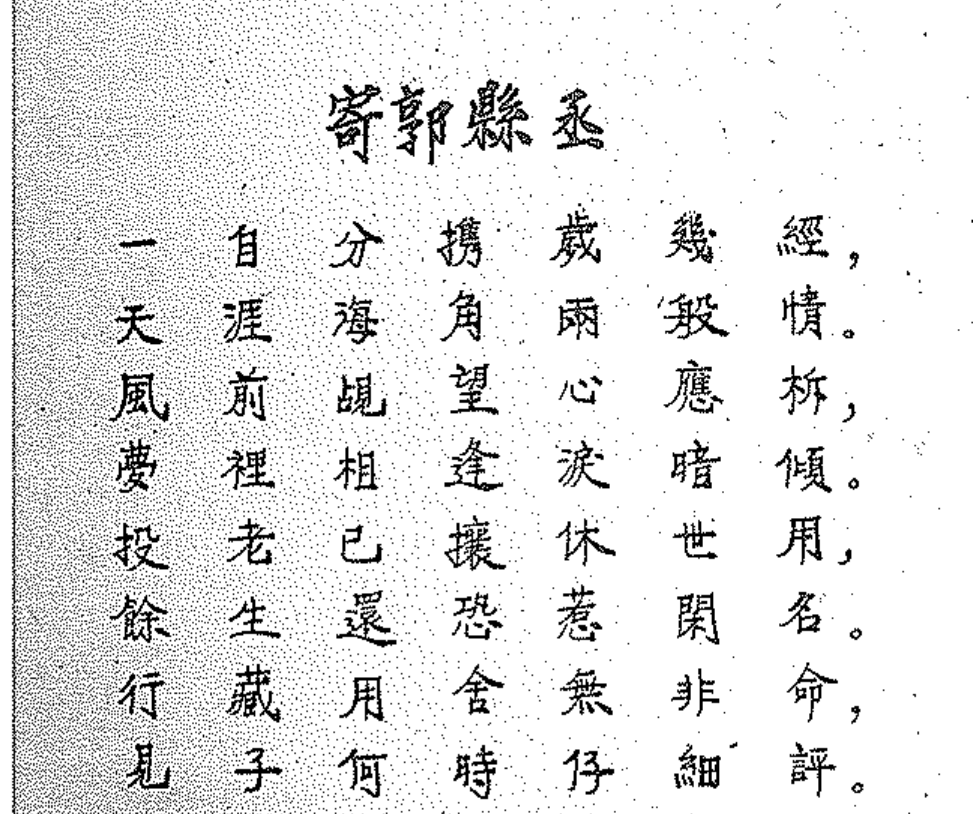 寄郭縣丞
一自分携歲幾經，
天涯海角兩般情。
風前覘望心應柝，
夢裡相逢淚暗傾。
投老已攘休世用，
餘生還恐惹閑名。
行藏用舍無非命，
見子何時仔細評。